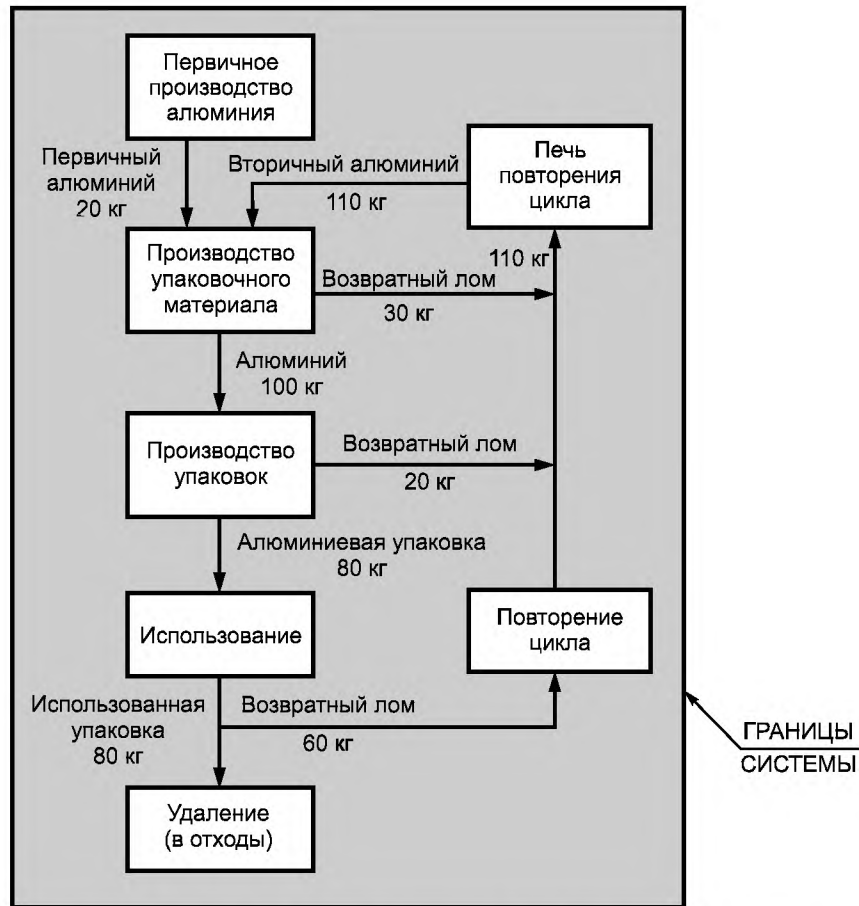 Первичное
производство
алюминия
Первичный
алюминий
20 кг
Вторичный алюминий
110 кг
Печь
повторения
цикла
110 кг
Производство
упаковочного
материала
Возвратный лом
30 кг
Алюминий
100 кг
Производство
упаковок
Возвратный лом
20 кг
Алюминиевая упаковка
80 кг
Использование
Повторение
цикла
Использованная
упаковка
80 кг
Возвратный лом
60 кг
Удаление
(в отходы)
ГРАНИЦЫ
СИСТЕМЫ